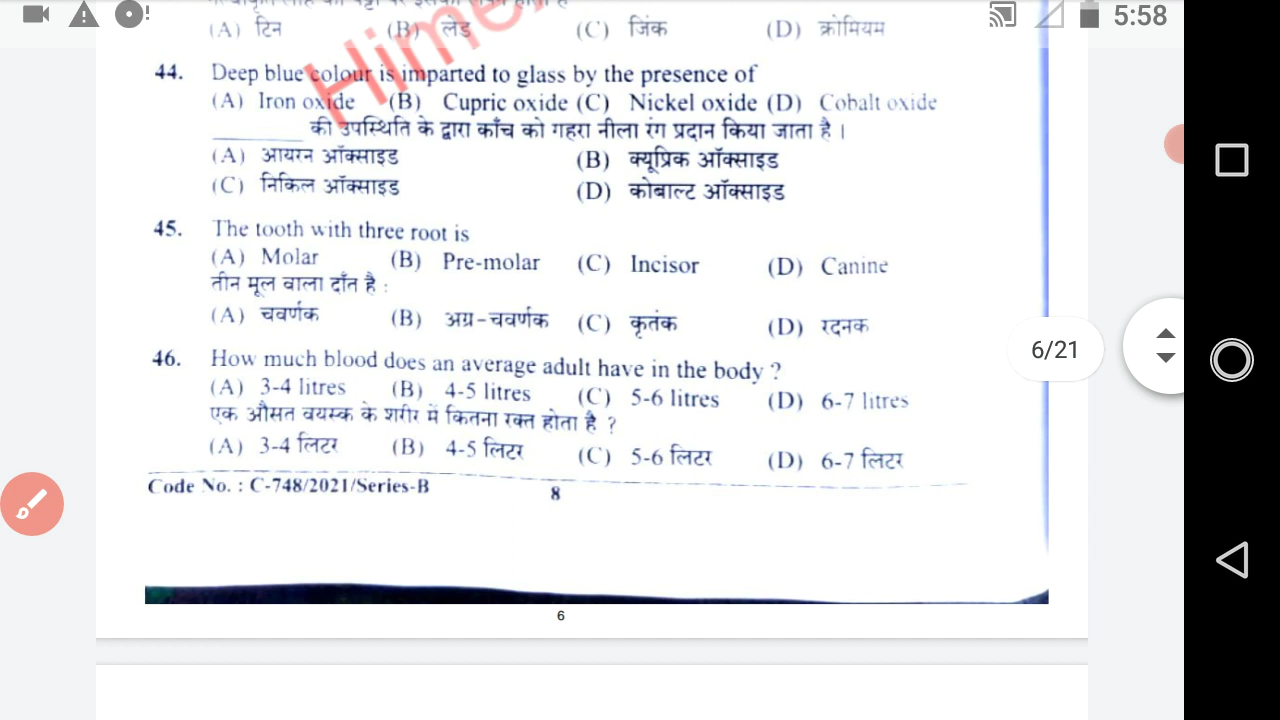 5:58
(A) टिन (B) लेड (C) जिंक (D) क्रोमियम
Hime
44. Deep blue colour is imparted to glass by the presence of
(A) Iron oxide (B) Cupric oxide (C) Nickel oxide (D) Cobalt oxide
______ की उपस्थिति के द्वारा काँच को गहरा नीला रंग प्रदान किया जाता है ।
(A) आयरन ऑक्साइड (B) क्यूप्रिक ऑक्साइड
(C) निकिल ऑक्साइड (D) कोबाल्ट ऑक्साइड
45. The tooth with three root is
(A) Molar (B) Pre-molar (C) Incisor (D) Canine
तीन मूल वाला दाँत है :
(A) चवर्णक (B) अग्र-चवर्णक (C) कृतंक (D) रदनक
46. How much blood does an average adult have in the body ?
(A) 3-4 litres (B) 4-5 litres (C) 5-6 litres (D) 6-7 litres
एक औसत वयस्क के शरीर में कितना रक्त होता है ?
(A) 3-4 लिटर (B) 4-5 लिटर (C) 5-6 लिटर (D) 6-7 लिटर
Code No. : C-748/2021/Series-B 8
6
6/21